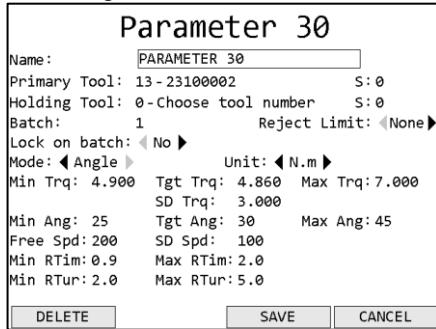 Parameter 30
Name: PARAMETER 30
Primary Tool: 13-23100002 S:0
Holding Tool: 0-Choose tool number S:0
Batch: 1 Reject Limit: None
Lock on batch: No
Mode: Angle Unit: N.m
Min Trq: 4.900 Tgt Trq: 4.860 Max Trq: 7.000
SD Trq: 3.000
Min Ang: 25 Tgt Ang: 30 Max Ang: 45
Free Spd: 200 SD Spd: 100
Min RTim: 0.9 Max RTim: 2.0
Min RTur: 2.0 Max RTur: 5.0
DELETE SAVE CANCEL